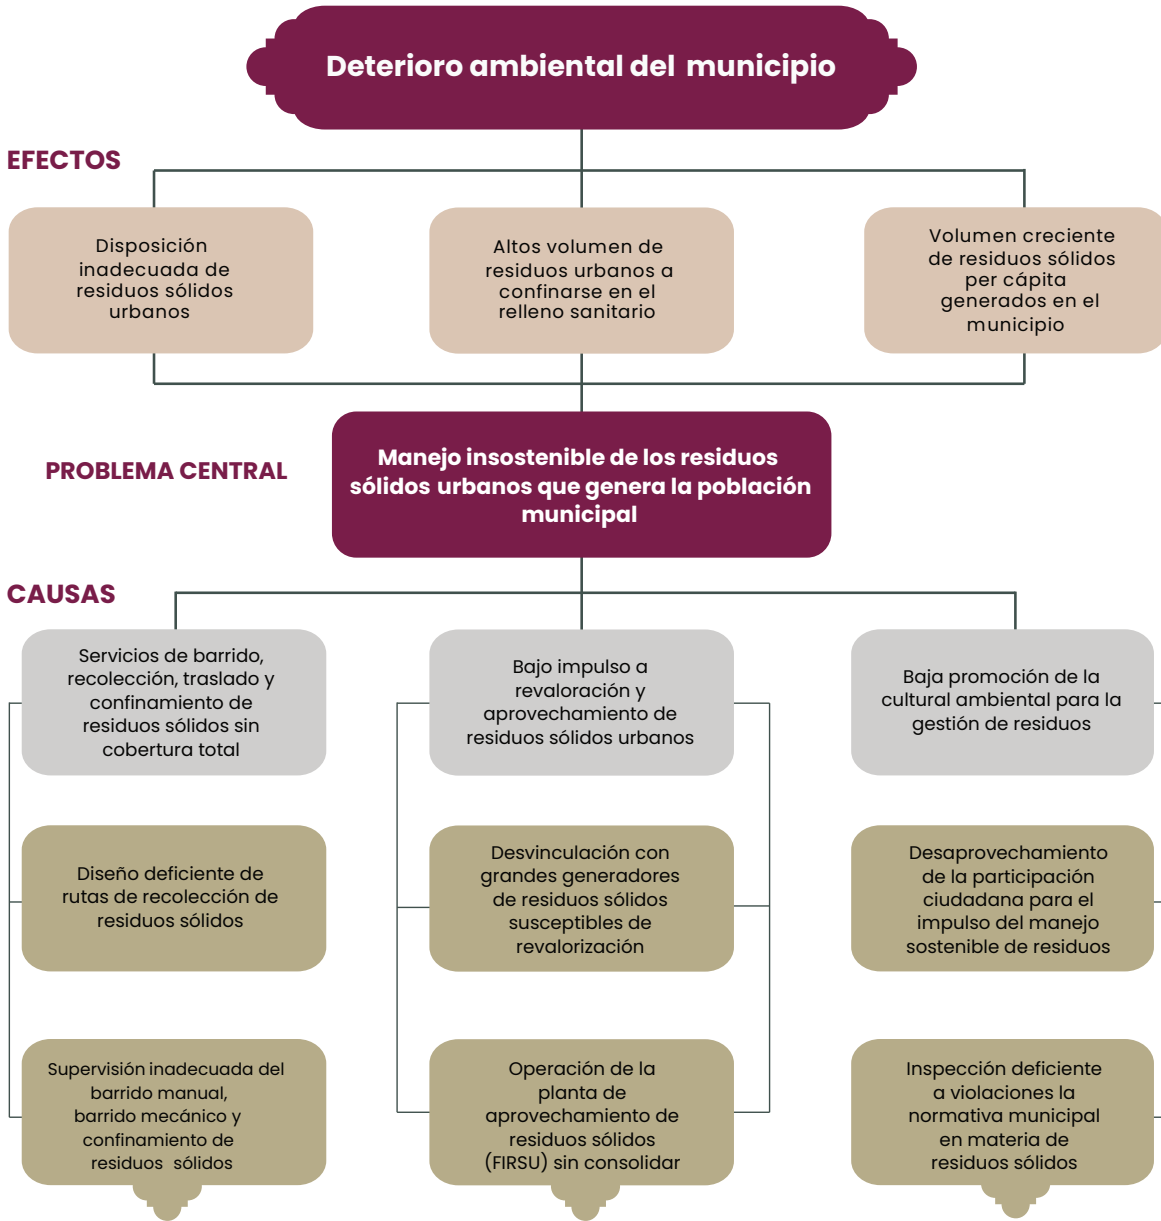 Deterioro ambiental del municipio
EFECTOS
Disposición
inadecuada de
residuos sólidos
urbanos
Altos volumen de
residuos urbanos a
confinarse en el
relleno sanitario
Volumen creciente
de residuos sólidos
per cápita
generados en el
municipio
PROBLEMA CENTRAL
Manejo insostenible de los residuos
sólidos urbanos que genera la población
municipal
CAUSAS
Servicios de barrido,
recolección, traslado y
confinamiento de
residuos sólidos sin
cobertura total
Bajo impulso a
revaloración y
aprovechamiento de
residuos sólidos urbanos
Baja promoción de la
cultural ambiental para la
gestión de residuos
Diseño deficiente de
rutas de recolección de
residuos sólidos
Desvinculación con
grandes generadores
de residuos sólidos
susceptibles de
revalorización
Desaprovechamiento
de la participación
ciudadana para el
impulso del manejo
sostenible de residuos
Supervisión inadecuada del
barrido manual,
barrido mecánico y
confinamiento de
residuos sólidos
Operación de la
planta de
aprovechamiento de
residuos sólidos
(FIRSU) sin consolidar
Inspección deficiente
a violaciones la
normativa municipal
en materia de
residuos sólidos